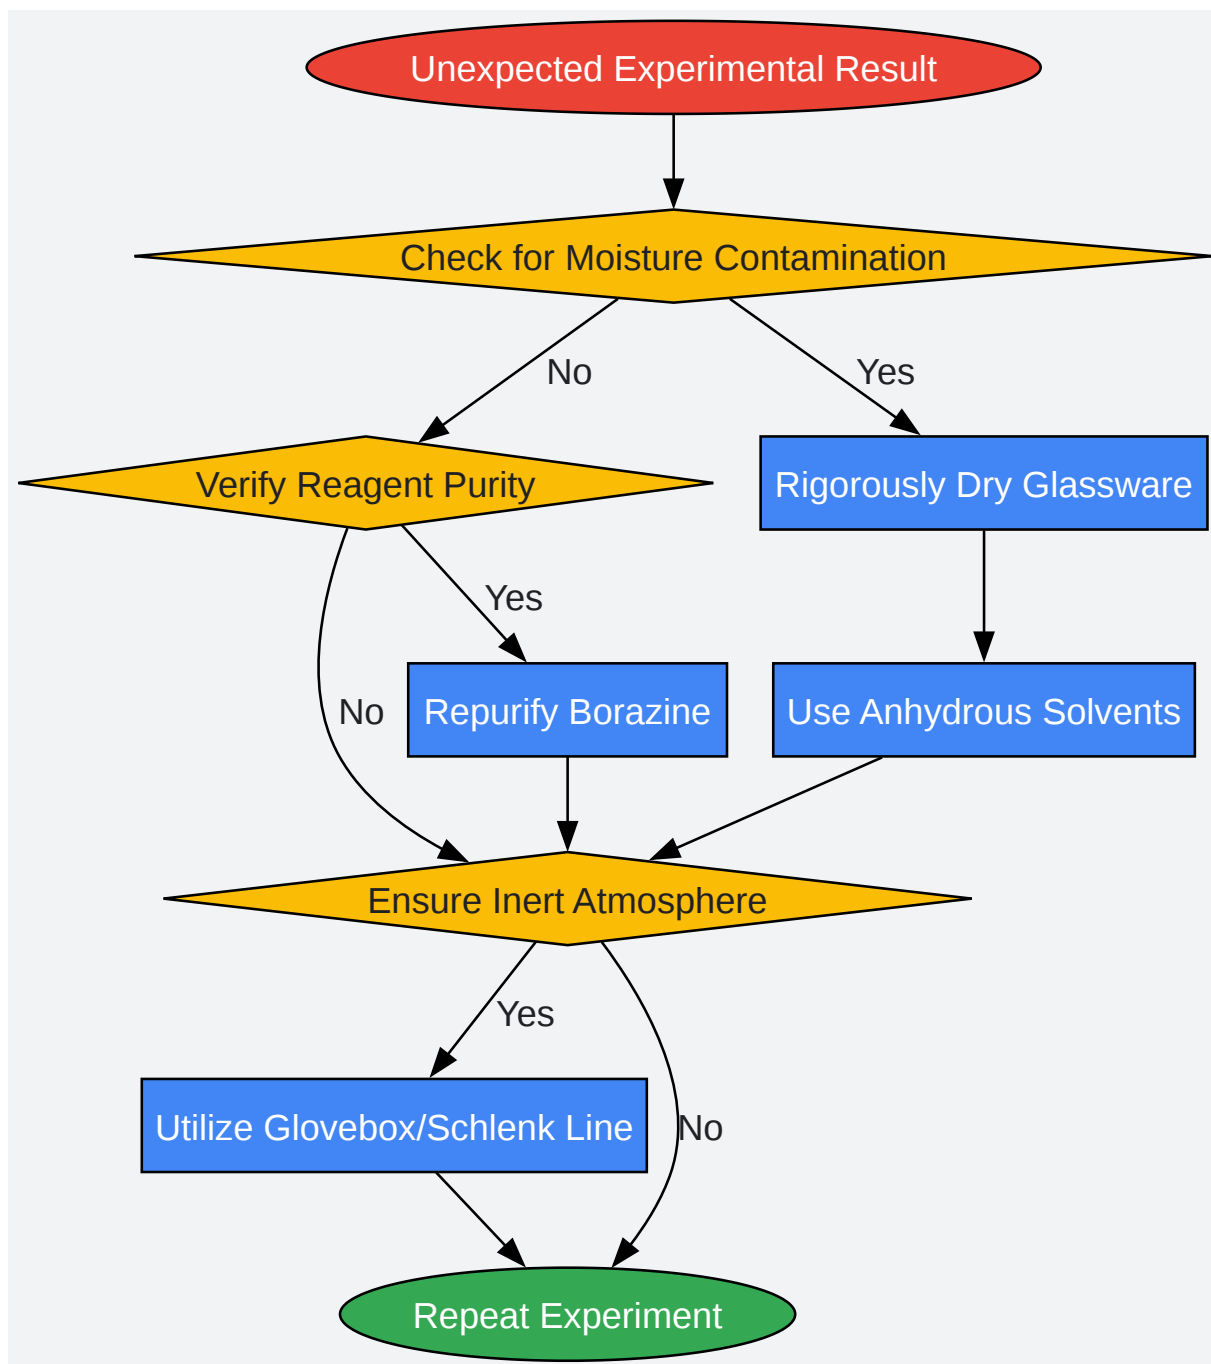 Unexpected Experimental Result
Check for Moisture Contamination
No
Yes
Verify Reagent Purity
Rigorously Dry Glassware
Yes
No
Repurify Borazine
Use Anhydrous Solvents
Ensure Inert Atmosphere
Yes
Utilize Glovebox/Schlenk Line
No
Repeat Experiment